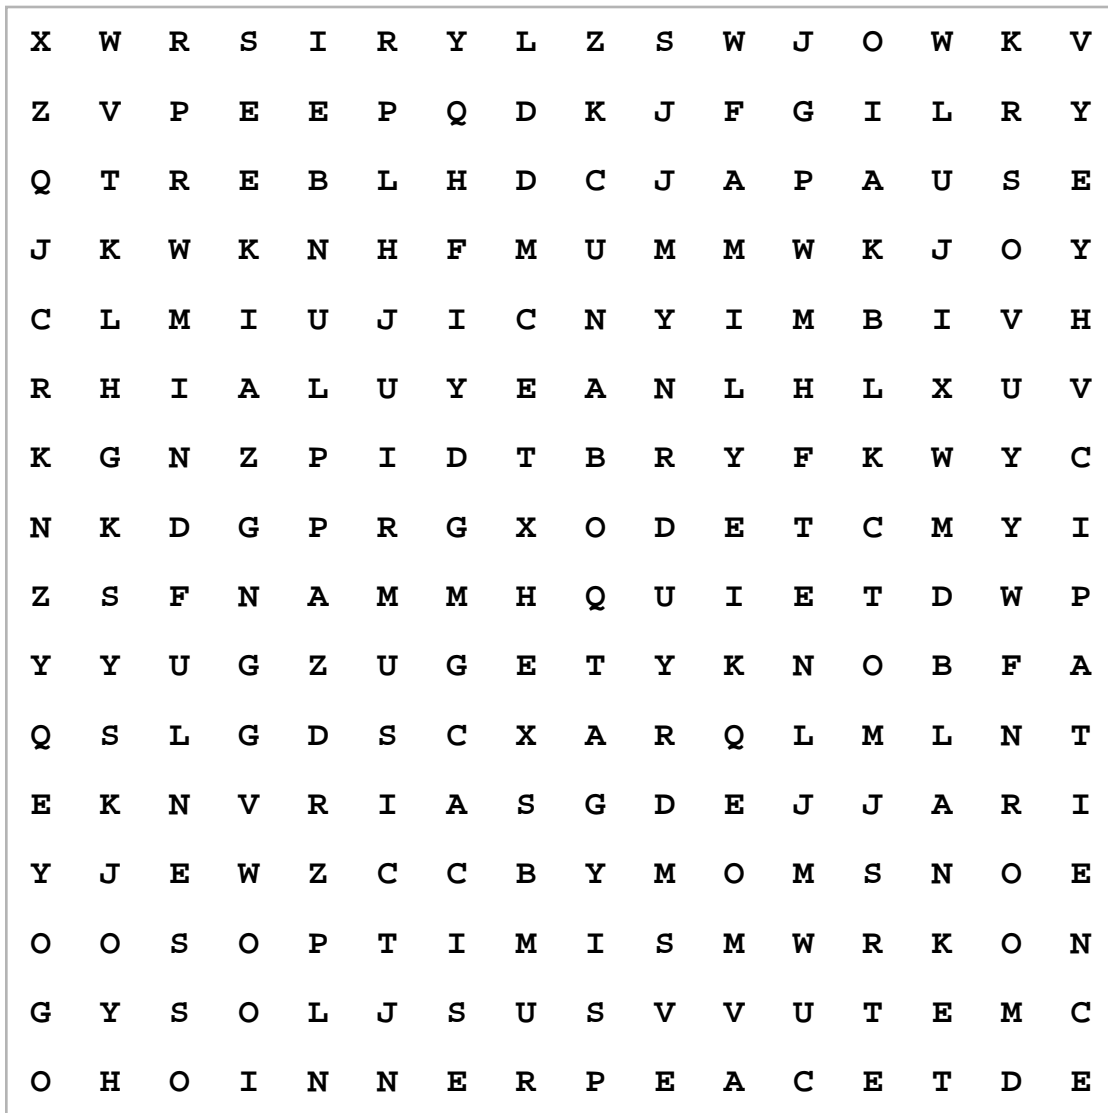 X W R S I R Y L Z S W J O W K V
Z V P E E P Q D K J F G I L R Y
Q T R E B L H D C J A P A U S E
J K W K N H F M U M M W K J O Y
C L M I U J I C N Y I M B I V H
R H I A L U Y E A N L H L X U V
K G N Z P I D T B R Y F K W Y C
N K D G P R G X O D E T C M Y I
Z S F N A M M H Q U I E T D W P
Y Y U G Z U G E T Y K N O B F A
Q S L G D S C X A R Q L M L N T
E K N V R I A S G D E J J A R I
Y J E W Z C C B Y M O M S N O E
O O S O P T I M I S M W R K O N
G Y S O L J S U S V V U T E M C
O H O I N N E R P E A C E T D E